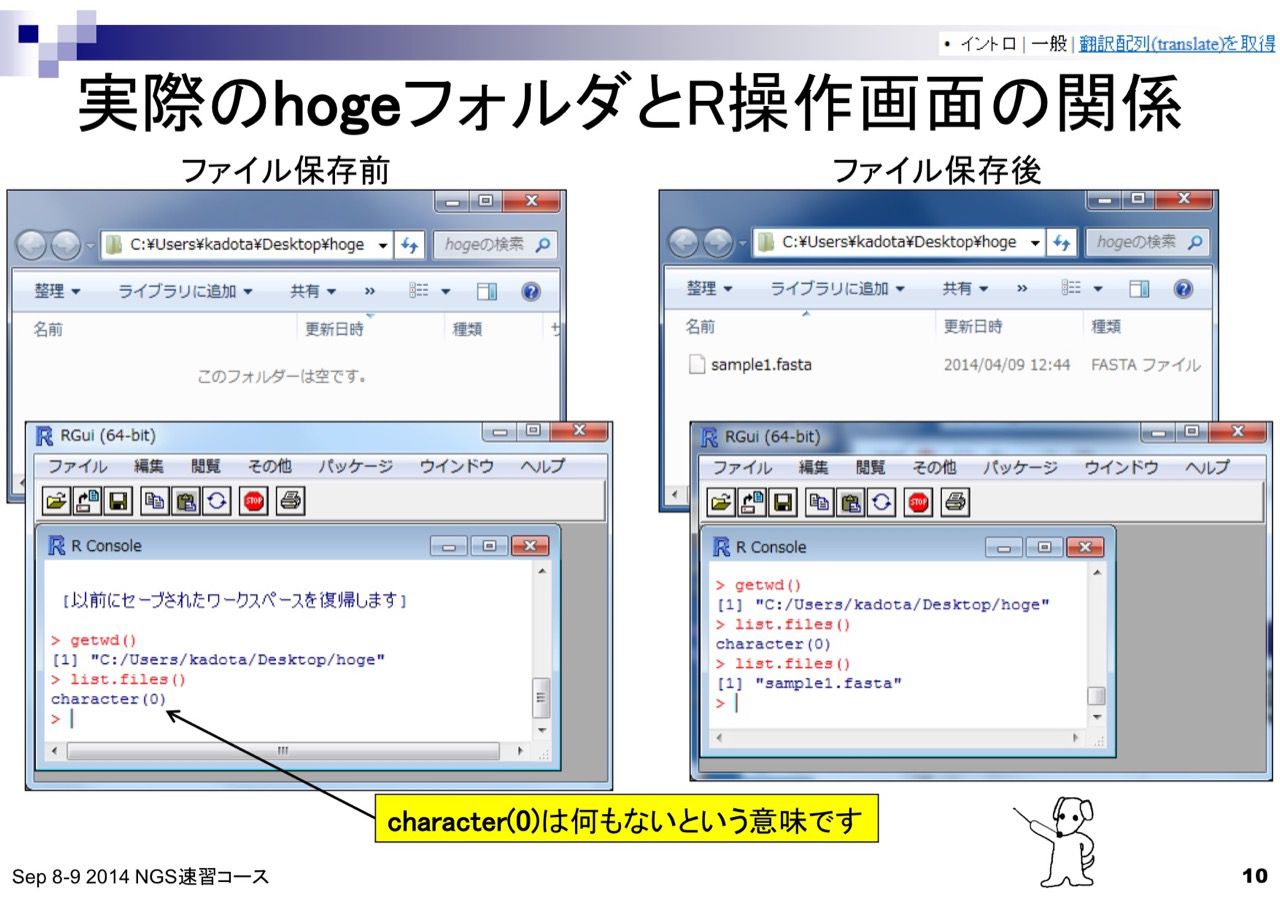 • イントロ | 一般 | 翻訳配列(translate)を取得
実際のhogeフォルダとR操作画面の関係
ファイル保存前
C:¥Users¥kadota¥Desktop¥hoge
hogeの検索
整理 ライブラリに追加 共有 »
名前 更新日時 種類 サ
このフォルダーは空です。
RGui (64-bit)
ファイル 編集 閲覧 その他 パッケージ ウインドウ ヘルプ
STOP
R Console
[以前にセーブされたワークスペースを復帰します]
> getwd()
[1] "C:/Users/kadota/Desktop/hoge"
> list.files()
character(0)
>
ファイル保存後
C:¥Users¥kadota¥Desktop¥hoge
hogeの検索
整理 ライブラリに追加 共有 »
名前 更新日時 種類
sample1.fasta 2014/04/09 12:44 FASTA ファイル
RGui (64-bit)
ファイル 編集 閲覧 その他 パッケージ ウインドウ ヘルプ
STOP
R Console
> getwd()
[1] "C:/Users/kadota/Desktop/hoge"
> list.files()
character(0)
> list.files()
[1] "sample1.fasta"
>
character(0)は何もないという意味です
Sep 8-9 2014 NGS速習コース
10